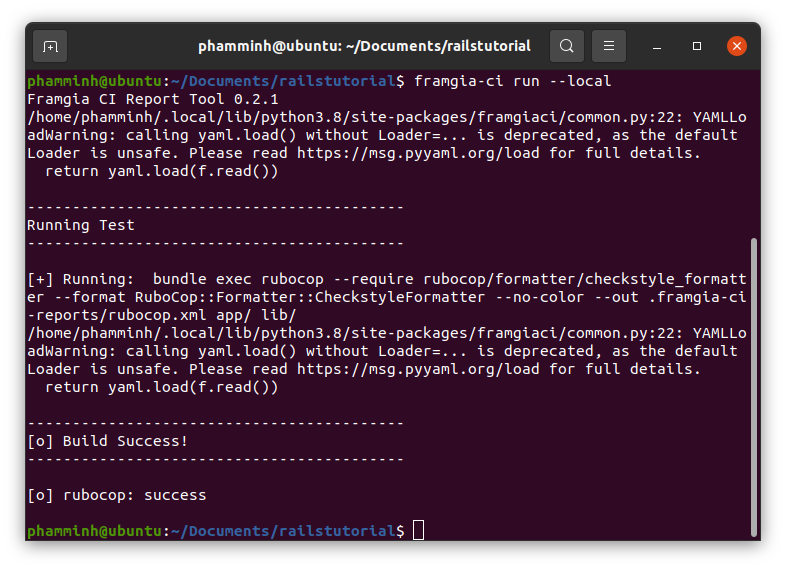 phamminh@ubuntu: ~/Documents/railstutorial
phamminh@ubuntu:~/Documents/railstutorial$ framgia-ci run --local
Framgia CI Report Tool 0.2.1
/home/phamminh/.local/lib/python3.8/site-packages/framgiaci/common.py:22: YAMLLo
adWarning: calling yaml.load() without Loader=... is deprecated, as the default
Loader is unsafe. Please read https://msg.pyyaml.org/load for full details.
  return yaml.load(f.read())
------------------------------------------
Running Test
------------------------------------------
[+] Running:  bundle exec rubocop --require rubocop/formatter/checkstyle_formatt
er --format RuboCop::Formatter::CheckstyleFormatter --no-color --out .framgia-ci
-reports/rubocop.xml app/ lib/
/home/phamminh/.local/lib/python3.8/site-packages/framgiaci/common.py:22: YAMLLo
adWarning: calling yaml.load() without Loader=... is deprecated, as the default
Loader is unsafe. Please read https://msg.pyyaml.org/load for full details.
  return yaml.load(f.read())
------------------------------------------
[o] Build Success!
------------------------------------------
[o] rubocop: success
phamminh@ubuntu:~/Documents/railstutorial$